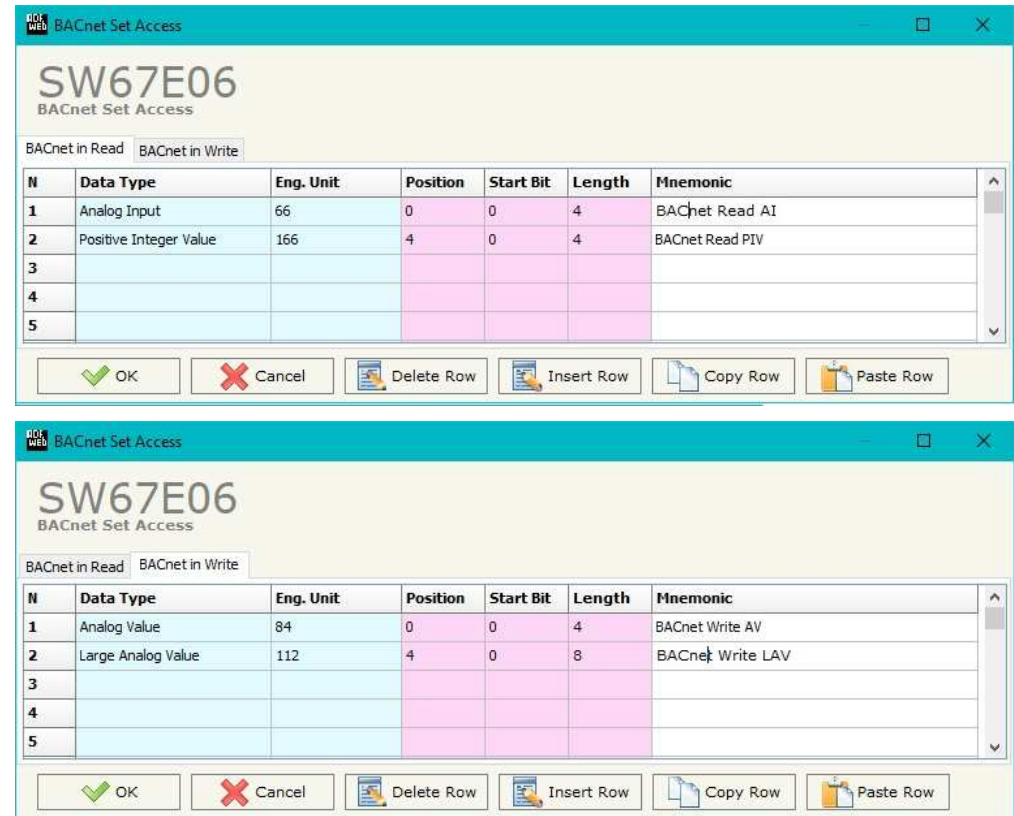 ADF WEB BACnet Set Access
SW67E06
BACnet Set Access
BACnet in Read BACnet in Write
N Data Type Eng. Unit Position Start Bit Length Mnemonic
1 Analog Input 66 0 0 4 BACnet Read AI
2 Positive Integer Value 166 4 0 4 BACnet Read PIV
3
4
5
OK Cancel Delete Row Insert Row Copy Row Paste Row
ADF WEB BACnet Set Access
SW67E06
BACnet Set Access
BACnet in Read BACnet in Write
N Data Type Eng. Unit Position Start Bit Length Mnemonic
1 Analog Value 84 0 0 4 BACnet Write AV
2 Large Analog Value 112 4 0 8 BACnet Write LAV
3
4
5
OK Cancel Delete Row Insert Row Copy Row Paste Row